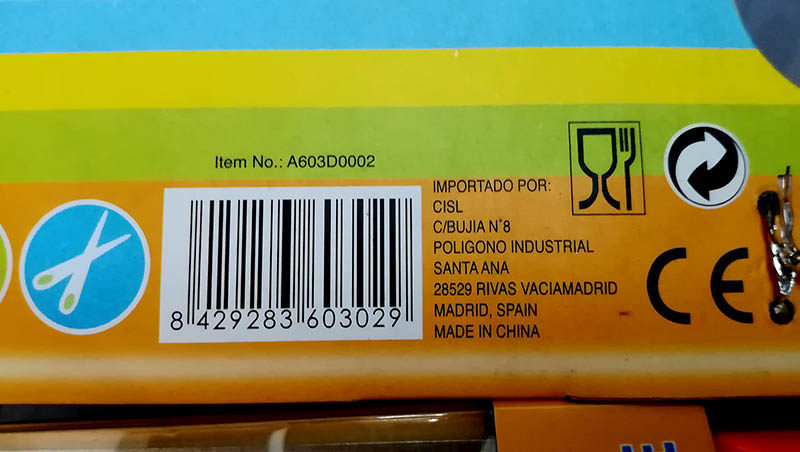 Item No.: A603D0002
8 429283 603029
IMPORTADO POR:
CISL
C/BUJIA N°8
POLIGONO INDUSTRIAL
SANTA ANA
28529 RIVAS VACIAMADRID
MADRID, SPAIN
MADE IN CHINA
CE